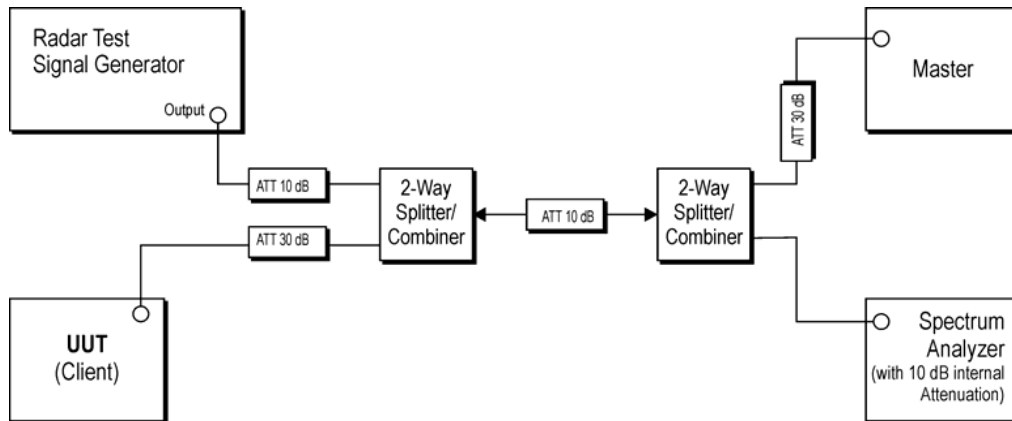 Radar Test
Signal Generator
Output
ATT 10 dB
ATT 30 dB
UUT
(Client)
2-Way
Splitter/
Combiner
ATT 10 dB
2-Way
Splitter/
Combiner
ATT 30 dB
Master
Spectrum
Analyzer
(with 10 dB internal
Attenuation)